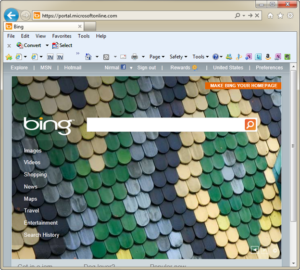 https://portal.microsoftonline.com
Bing
File Edit View Favorites Tools Help
Convert Select
Page Safety Tools
Explore | MSN | Hotmail
Sign out | Rewards | United States | Preferences
MAKE BING YOUR HOMEPAGE
bing
Images
Videos
Shopping
News
Maps
Travel
Entertainment
Search History